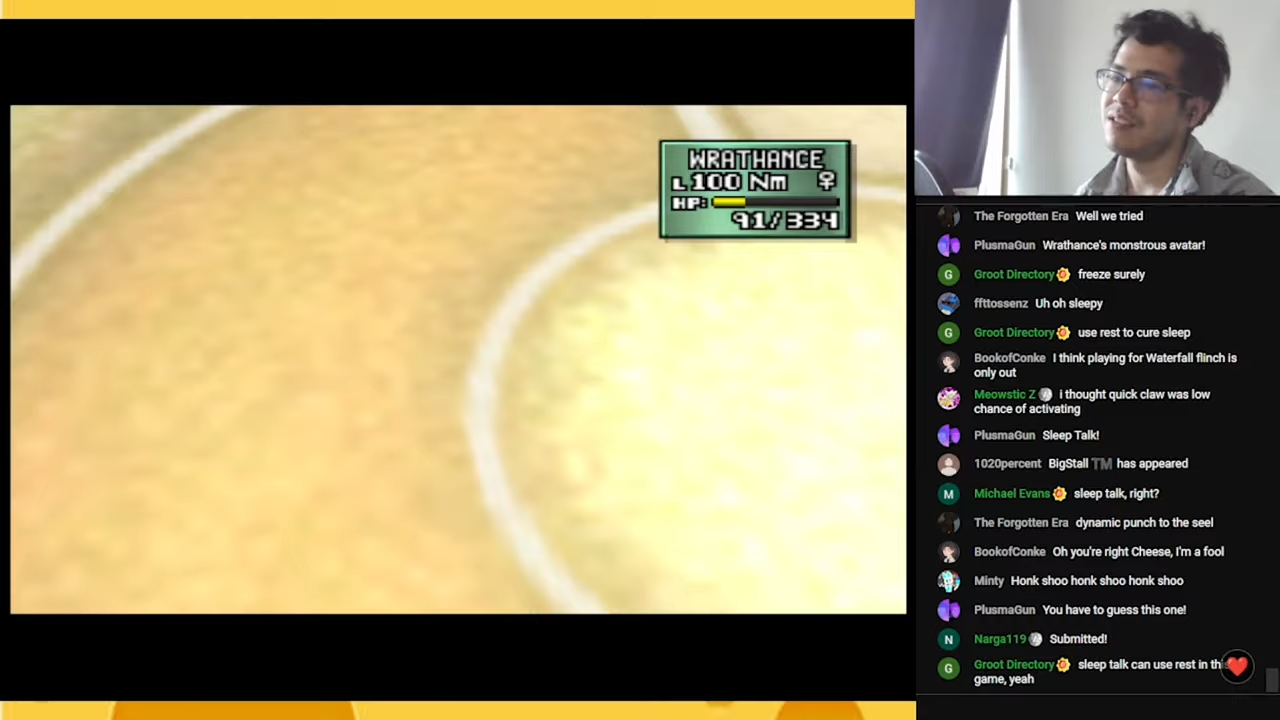 WRATHANCE
L100 Nm ♀
HP:
91/334
The Forgotten Era Well we tried
PlusmaGun Wrathance's monstrous avatar!
G Groot Directory freeze surely
ffttossenz Uh oh sleepy
G Groot Directory use rest to cure sleep
BookofConke I think playing for Waterfall flinch is
only out
Meowstic Z i thought quick claw was low
chance of activating
PlusmaGun Sleep Talk!
1020percent BigStall ™️ has appeared
M Michael Evans sleep talk, right?
The Forgotten Era dynamic punch to the seel
BookofConke Oh you're right Cheese, I'm a fool
Minty Honk shoo honk shoo honk shoo
PlusmaGun You have to guess this one!
N Narga119 Submitted!
G Groot Directory sleep talk can use rest in
game, yeah